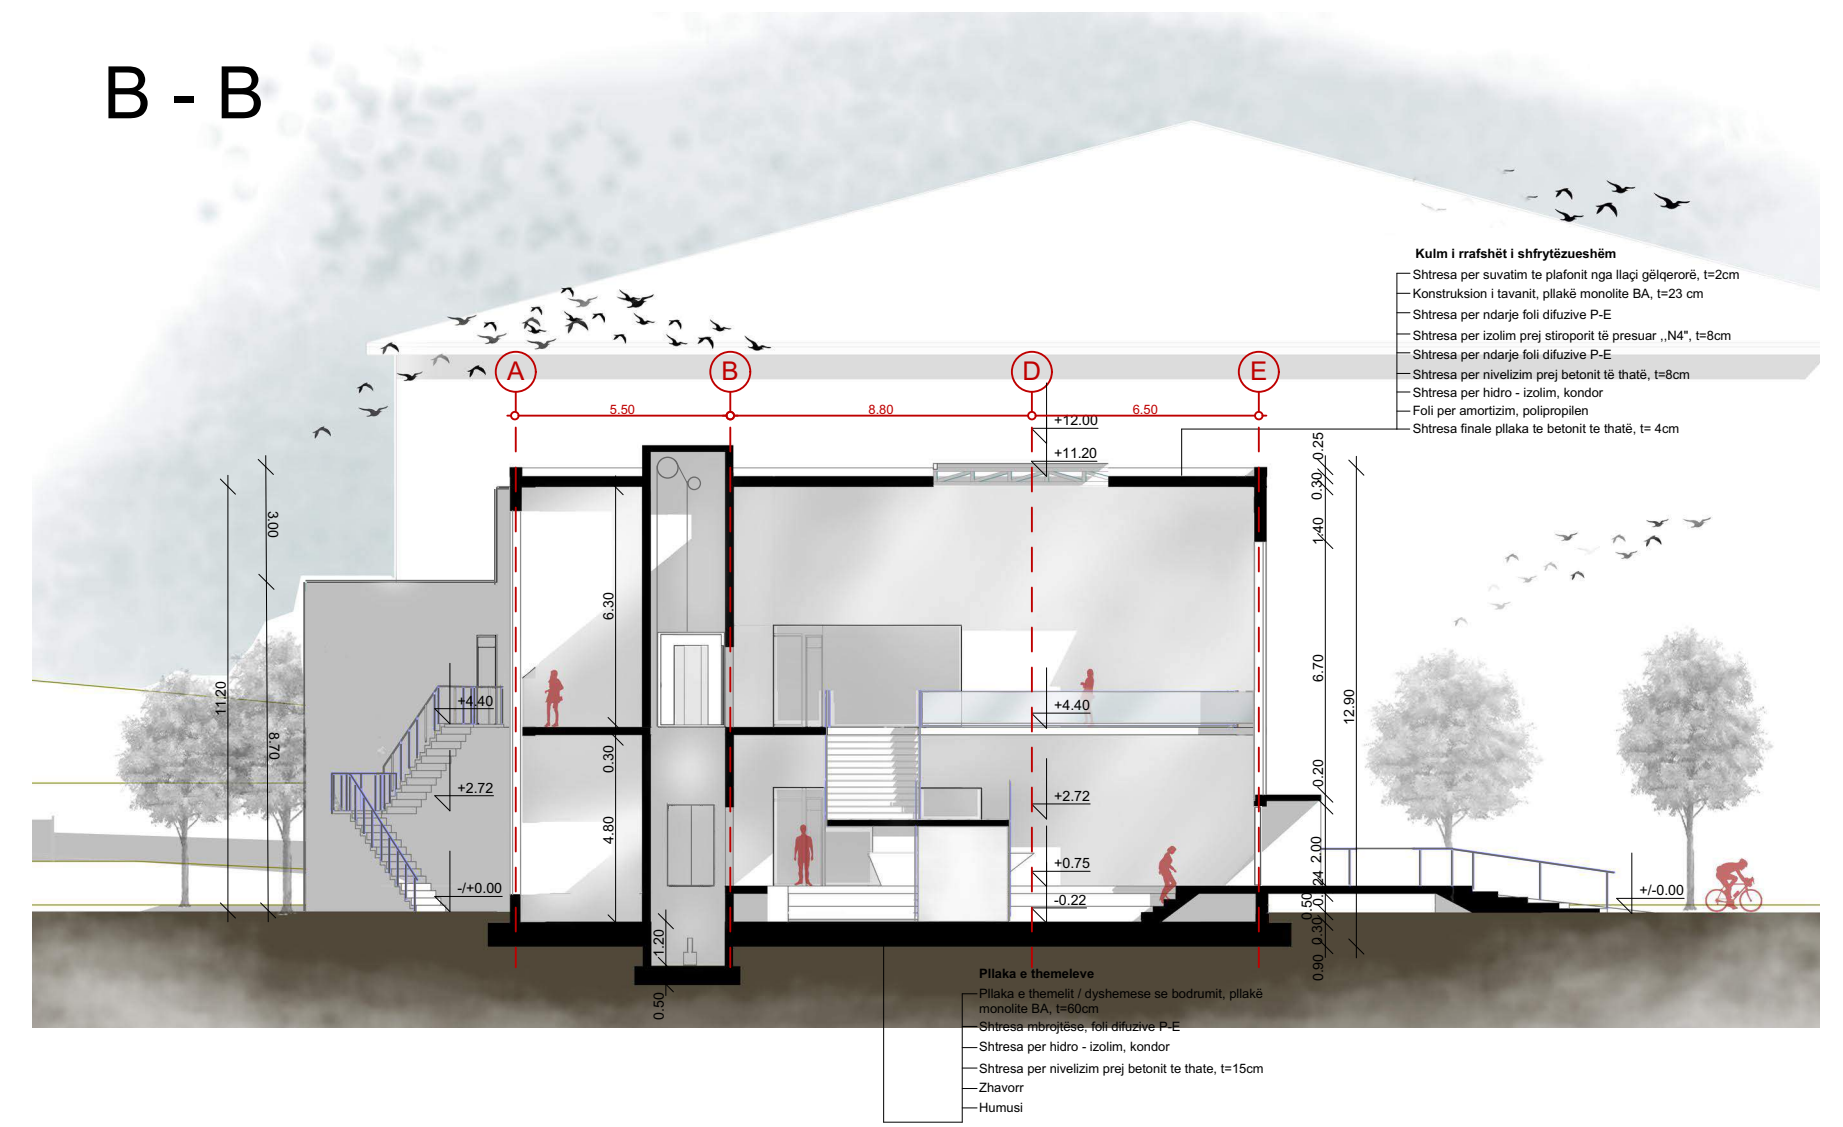 B - B
Kulm i rrafshët i shfrytëzueshëm
Shtresa per suvatim te plafonit nga llaçi gëlqerorë, t=2cm
Konstruksion i tavanit, pllakë monolite BA, t=23 cm
Shtresa per ndarje foli difuzive P-E
Shtresa per izolim prej stiroporit të presuar ,,N4", t=8cm
Shtresa per ndarje foli difuzive P-E
Shtresa per nivelizim prej betonit të thatë, t=8cm
Shtresa per hidro - izolim, kondor
Foli per amortizim, polipropilen
Shtresa finale pllaka te betonit te thatë, t= 4cm
A B D E
5.50 8.80 6.50
+12.00
+11.20
0.25
0.30
1.40
6.70
12.90
0.20
2.00
0.50
0.30
0.90
3.00
11.20
8.70
6.30
0.30
4.80
1.20
0.50
+4.40
+2.72
-/+0.00
+4.40
+2.72
+0.75
-0.22
+/-0.00
Pllaka e themeleve
Pllaka e themelit / dyshemese se bodrumit, pllakë
monolite BA, t=60cm
Shtresa mbrojtëse, foli difuzive P-E
Shtresa per hidro - izolim, kondor
Shtresa per nivelizim prej betonit te thate, t=15cm
Zhavorr
Humusi